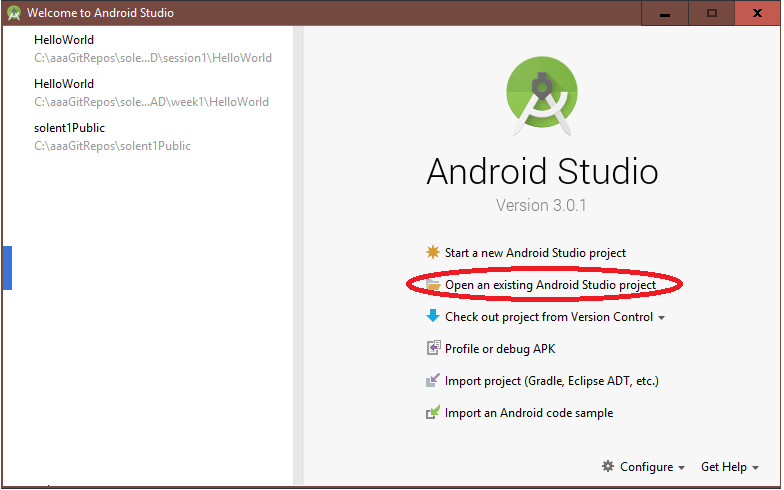 Welcome to Android Studio
HelloWorld
C:\aaaGitRepos\sole...D\session1\HelloWorld
HelloWorld
C:\aaaGitRepos\sole...AD\week1\HelloWorld
solent1Public
C:\aaaGitRepos\solent1Public
Android Studio
Version 3.0.1
Start a new Android Studio project
Open an existing Android Studio project
Check out project from Version Control
Profile or debug APK
Import project (Gradle, Eclipse ADT, etc.)
Import an Android code sample
Configure
Get Help